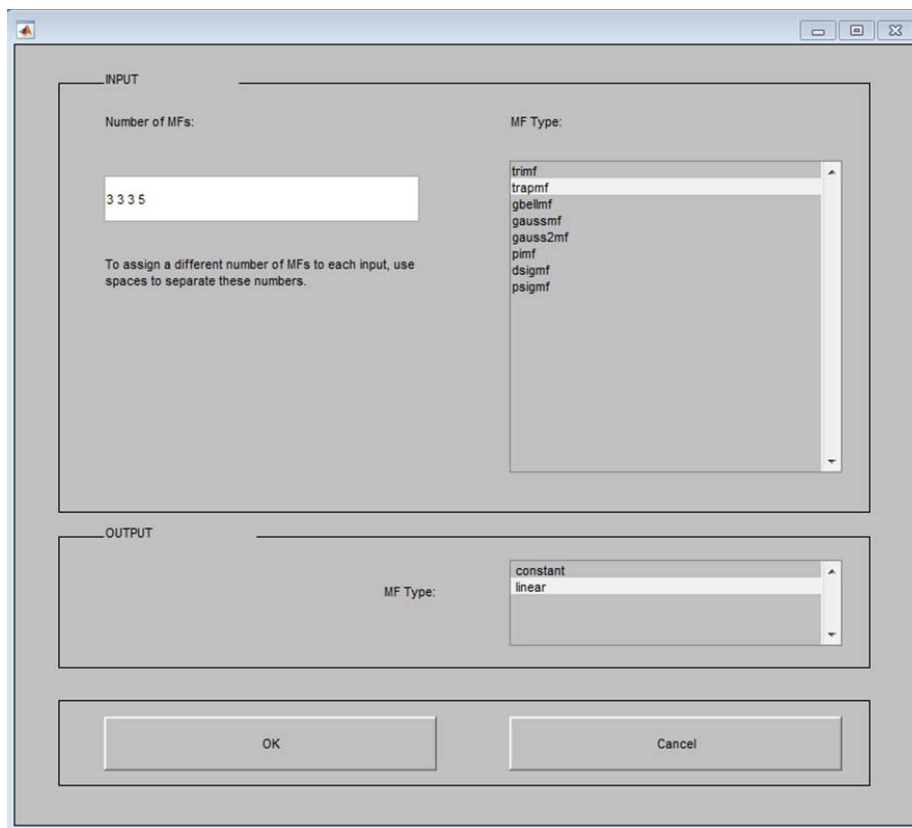 INPUT
Number of MFs:
3 3 3 5
To assign a different number of MFs to each input, use
spaces to separate these numbers.
MF Type:
trimf
trapmf
gbellmf
gaussmf
gauss2mf
pimf
dsigmf
psigmf
OUTPUT
MF Type:
constant
linear
OK
Cancel